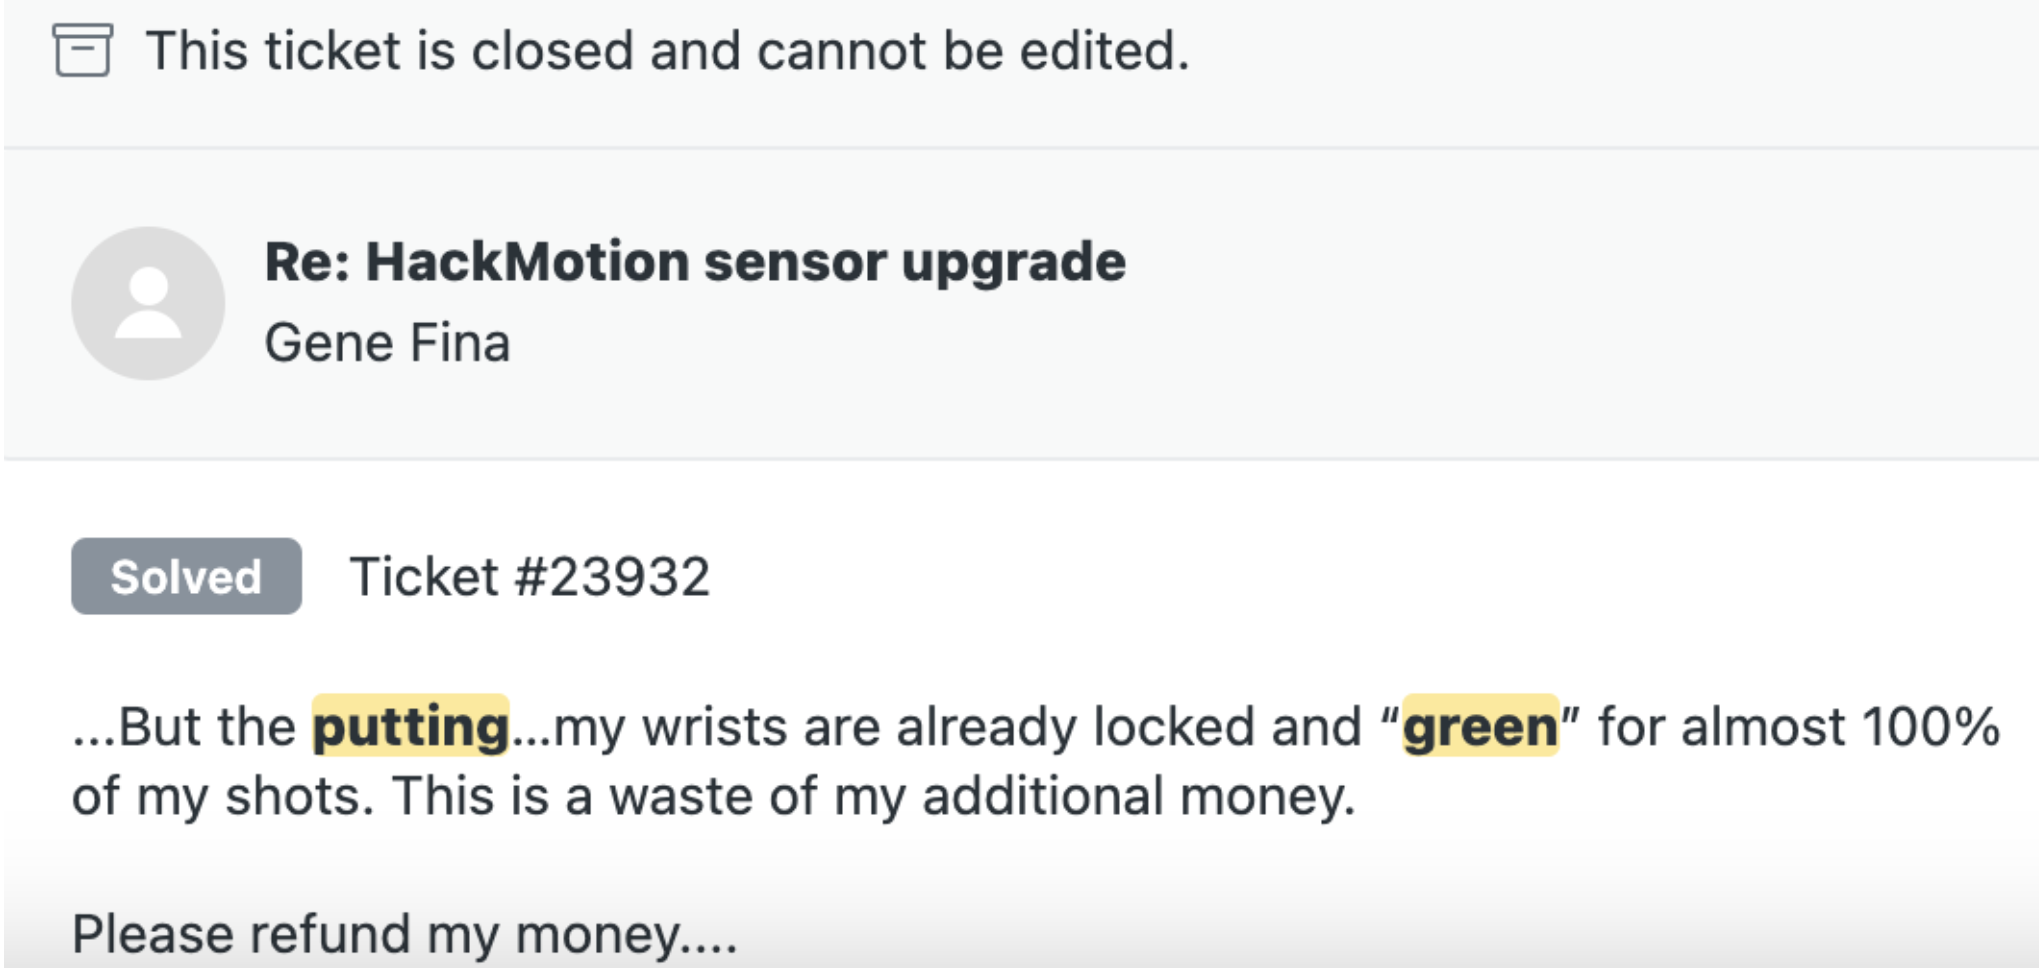 This ticket is closed and cannot be edited.
Re: HackMotion sensor upgrade
Gene Fina
Solved Ticket #23932
...But the putting...my wrists are already locked and “green” for almost 100%
of my shots. This is a waste of my additional money.
Please refund my money....